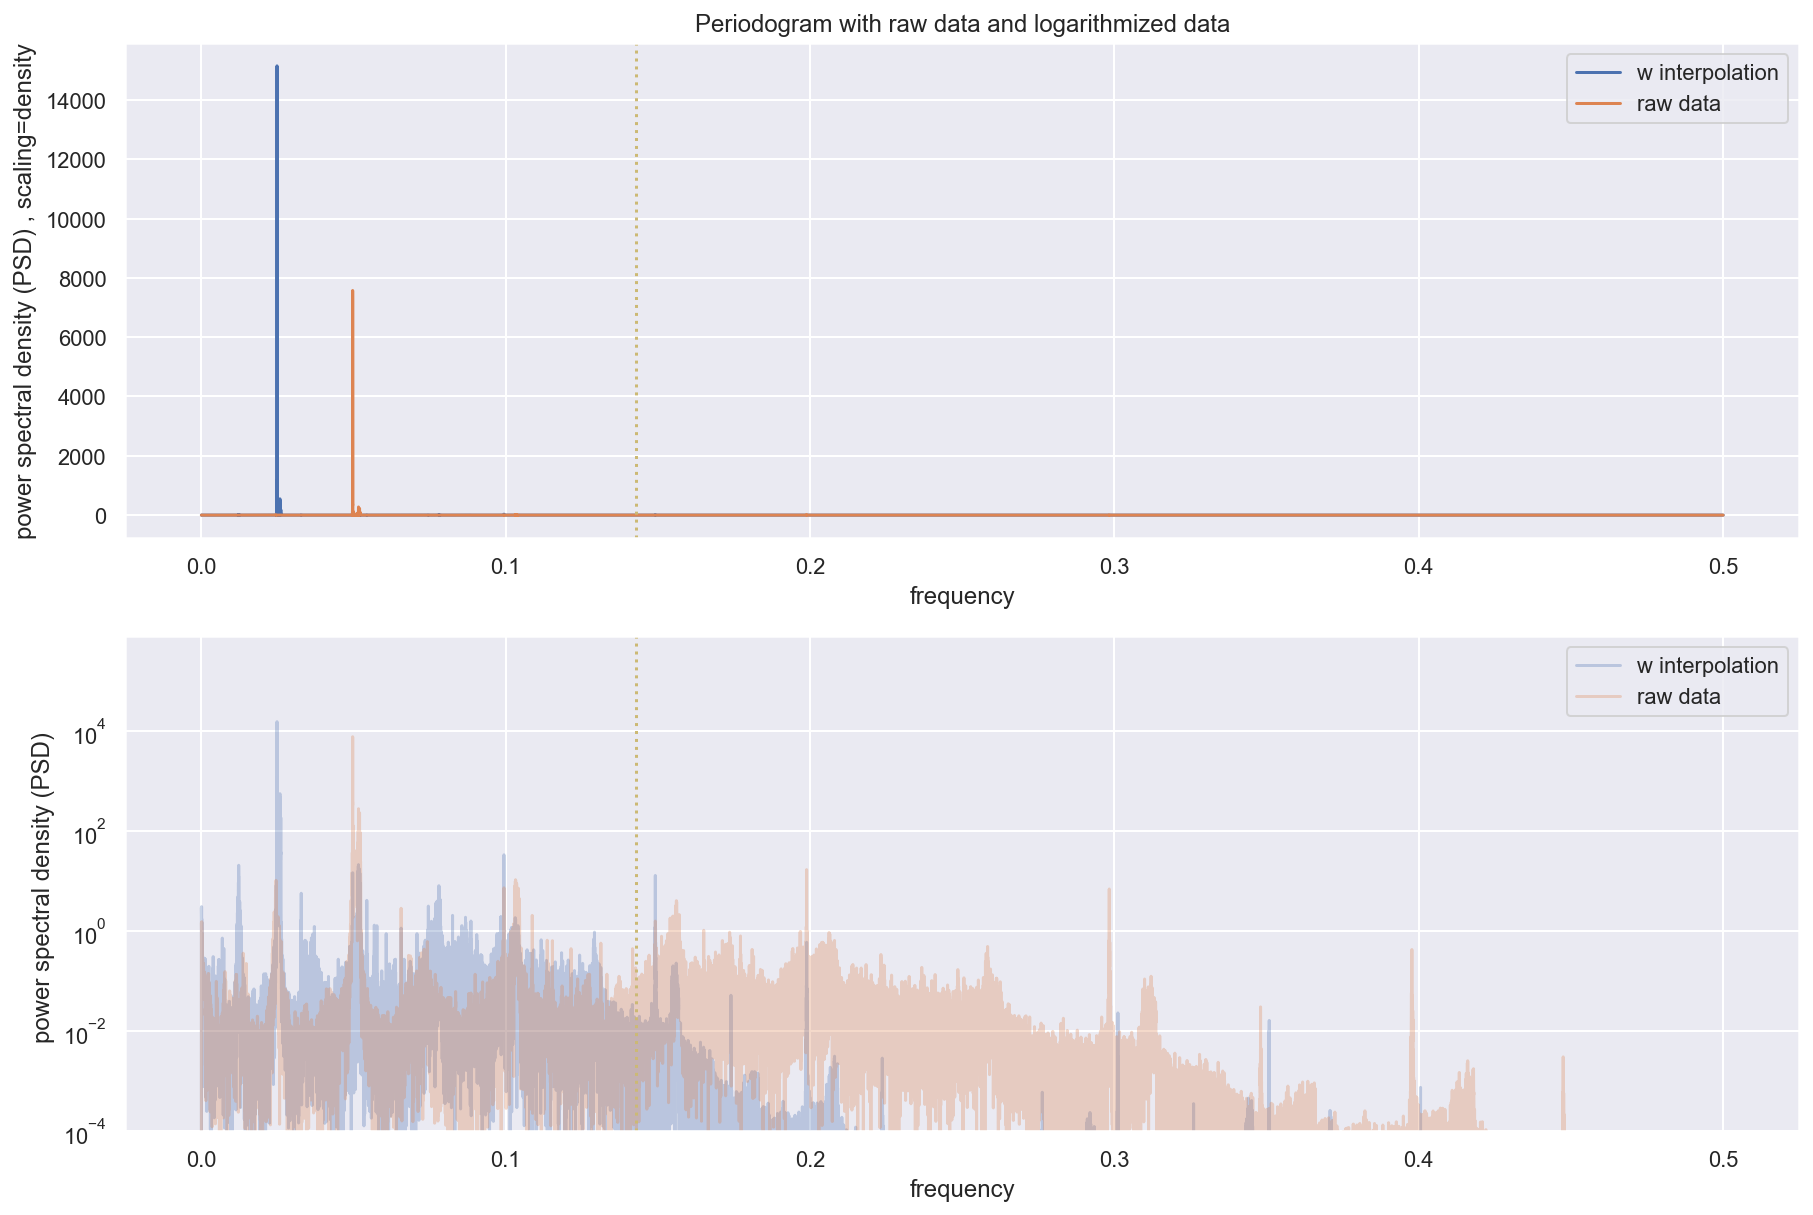 Periodogram with raw data and logarithmized data
power spectral density (PSD) , scaling=density
14000
12000
10000
8000
6000
4000
2000
0
w interpolation
raw data
0.0 0.1 0.2 0.3 0.4 0.5
frequency
power spectral density (PSD)
10^4
10^2
10^0
10^−2
10^−4
w interpolation
raw data
0.0 0.1 0.2 0.3 0.4 0.5
frequency